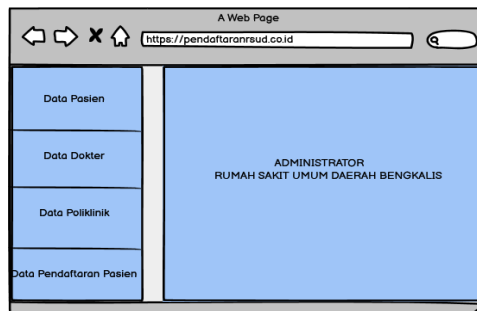 A Web Page
https://pendaftaranrsud.co.id
Data Pasien
Data Dokter
Data Poliklinik
Data Pendaftaran Pasien
ADMINISTRATOR
RUMAH SAKIT UMUM DAERAH BENGKALIS